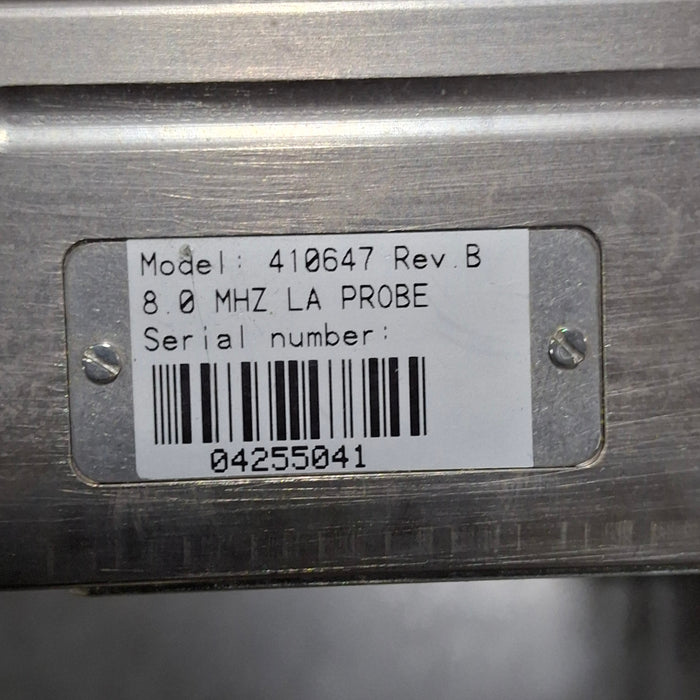 Model: 410647 Rev.B
8.0 MHZ LA PROBE
Serial number:
04255041